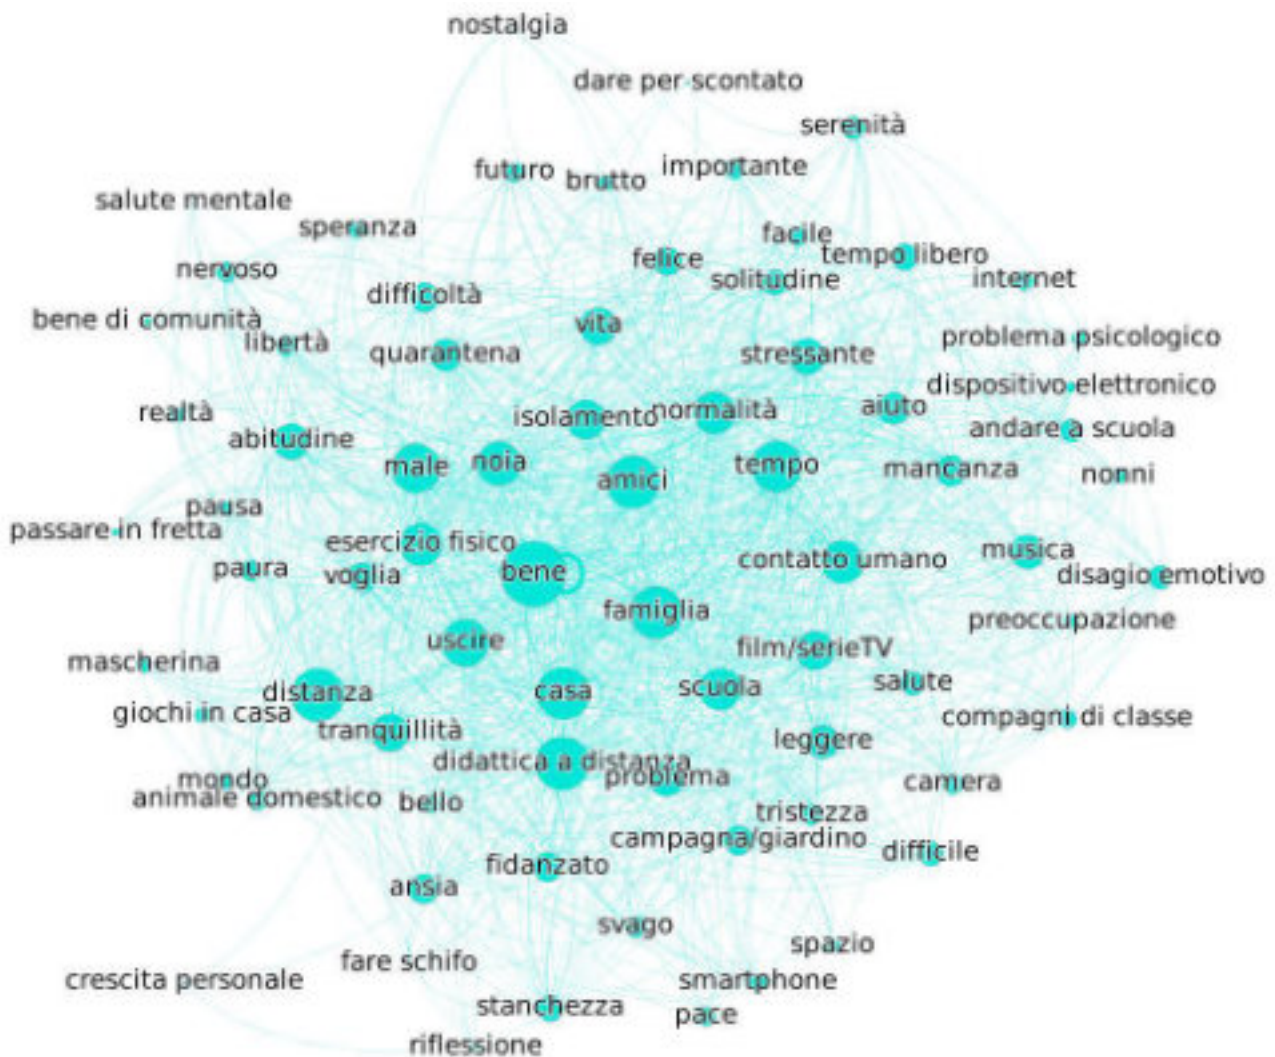 nostalgia
dare per scontato
serenità
futuro
brutto
importante
salute mentale
speranza
facile
felice
tempo libero
nervoso
solitudine
internet
difficoltà
bene di comunità
vita
libertà
problema psicologico
quarantena
stressante
dispositivo elettronico
realtà
isolamento
normalità
aiuto
abitudine
andare a scuola
male
noia
tempo
amici
mancanza
nonni
pausa
passare in fretta
esercizio fisico
contatto umano
musica
paura
voglia
bene
disagio emotivo
famiglia
preoccupazione
uscire
film/serieTV
mascherina
distanza
casa
scuola
salute
giochi in casa
compagni di classe
tranquillità
leggere
didattica a distanza
problema
mondo
camera
animale domestico
bello
tristezza
campagna/giardino
difficile
fidanzato
ansia
svago
spazio
fare schifo
crescita personale
smartphone
stanchezza
pace
riflessione